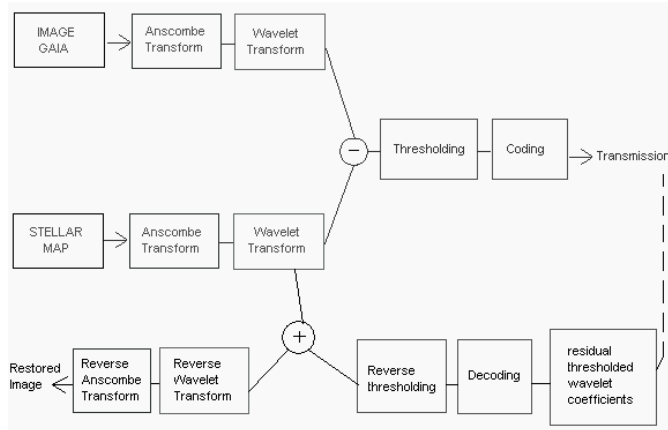 IMAGE
GAIA
Anscombe
Transform
Wavelet
Transform
−
Thresholding
Coding
Transmission
STELLAR
MAP
Anscombe
Transform
Wavelet
Transform
+
Restored
Image
Reverse
Anscombe
Transform
Reverse
Wavelet
Transform
Reverse
thresholding
Decoding
residual
thresholded
wavelet
coefficients